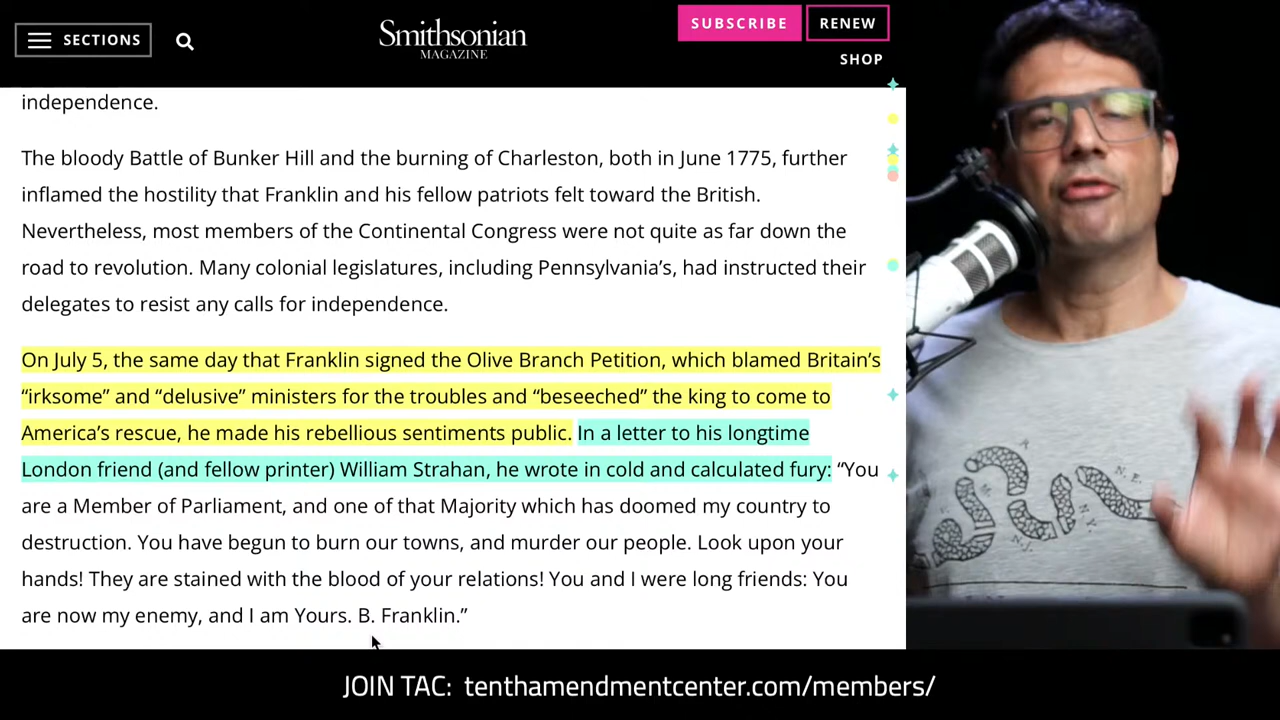 SECTIONS
Smithsonian
MAGAZINE
SUBSCRIBE
RENEW
SHOP
independence.
The bloody Battle of Bunker Hill and the burning of Charleston, both in June 1775, further
inflamed the hostility that Franklin and his fellow patriots felt toward the British.
Nevertheless, most members of the Continental Congress were not quite as far down the
road to revolution. Many colonial legislatures, including Pennsylvania’s, had instructed their
delegates to resist any calls for independence.
On July 5, the same day that Franklin signed the Olive Branch Petition, which blamed Britain’s
“irksome” and “delusive” ministers for the troubles and “beseeched” the king to come to
America’s rescue, he made his rebellious sentiments public. In a letter to his longtime
London friend (and fellow printer) William Strahan, he wrote in cold and calculated fury: “You
are a Member of Parliament, and one of that Majority which has doomed my country to
destruction. You have begun to burn our towns, and murder our people. Look upon your
hands! They are stained with the blood of your relations! You and I were long friends: You
are now my enemy, and I am Yours. B. Franklin.”
N.E.
N.Y.
N.J.
JOIN TAC: tenthamendmentcenter.com/members/